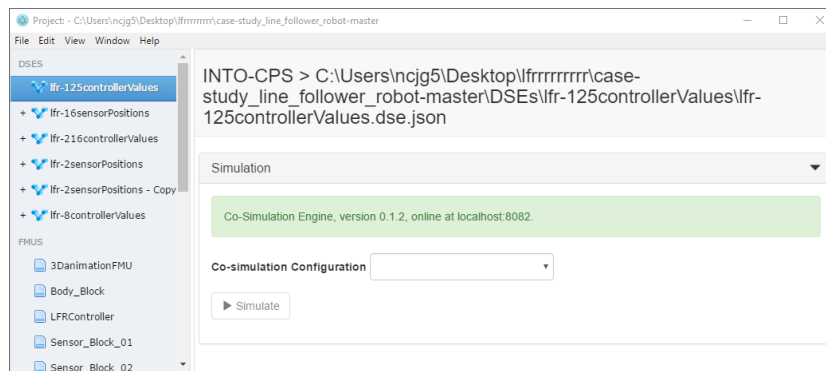 Project: - C:\Users\ncjg5\Desktop\lfrrrrrrrrr\case-study_line_follower_robot-master
File Edit View Window Help
DSES
lfr-125controllerValues
+ lfr-16sensorPositions
+ lfr-216controllerValues
+ lfr-2sensorPositions
+ lfr-2sensorPositions - Copy
+ lfr-8controllerValues
FMUS
3DanimationFMU
Body_Block
LFRController
Sensor_Block_01
Sensor_Block_02
INTO-CPS > C:\Users\ncjg5\Desktop\lfrrrrrrrrr\case-
study_line_follower_robot-master\DSEs\lfr-125controllerValues\lfr-
125controllerValues.dse.json
Simulation
Co-Simulation Engine, version 0.1.2, online at localhost:8082.
Co-simulation Configuration
Simulate